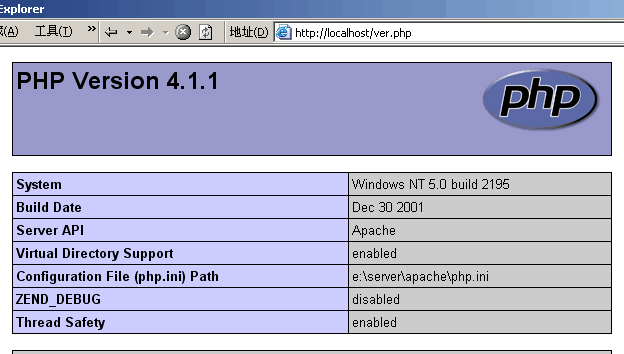 Explorer
(A) 工具(T) » 地址(D) http://localhost/ver.php
PHP Version 4.1.1
php
System Windows NT 5.0 build 2195
Build Date Dec 30 2001
Server API Apache
Virtual Directory Support enabled
Configuration File (php.ini) Path e:\server\apache\php.ini
ZEND_DEBUG disabled
Thread Safety enabled